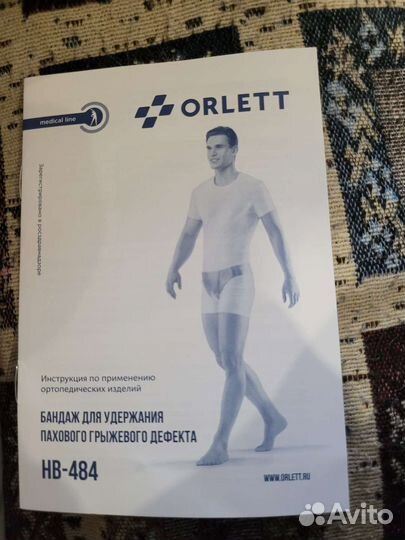 medical line
ORLETT
Зарегистрировано в росздравнадзоре
Инструкция по применению
ортопедических изделий
БАНДАЖ ДЛЯ УДЕРЖАНИЯ
ПАХОВОГО ГРЫЖЕВОГО ДЕФЕКТА
HB-484
WWW.ORLETT.RU
Avito